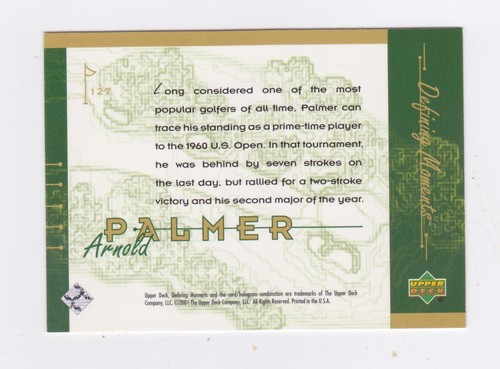 127
Long considered one of the most
popular golfers of all time, Palmer can
trace his standing as a prime-time player
to the 1960 U.S. Open. In that tournament,
he was behind by seven strokes on
the last day, but rallied for a two-stroke
victory and his second major of the year.
PALMER
Arnold
Defining Moments
UPPER
DECK
Upper Deck, Defining Moments and the card/hologram combination are trademarks of The Upper Deck
Company, LLC. ©2001 The Upper Deck Company, LLC. All Rights Reserved. Printed in the U.S.A.